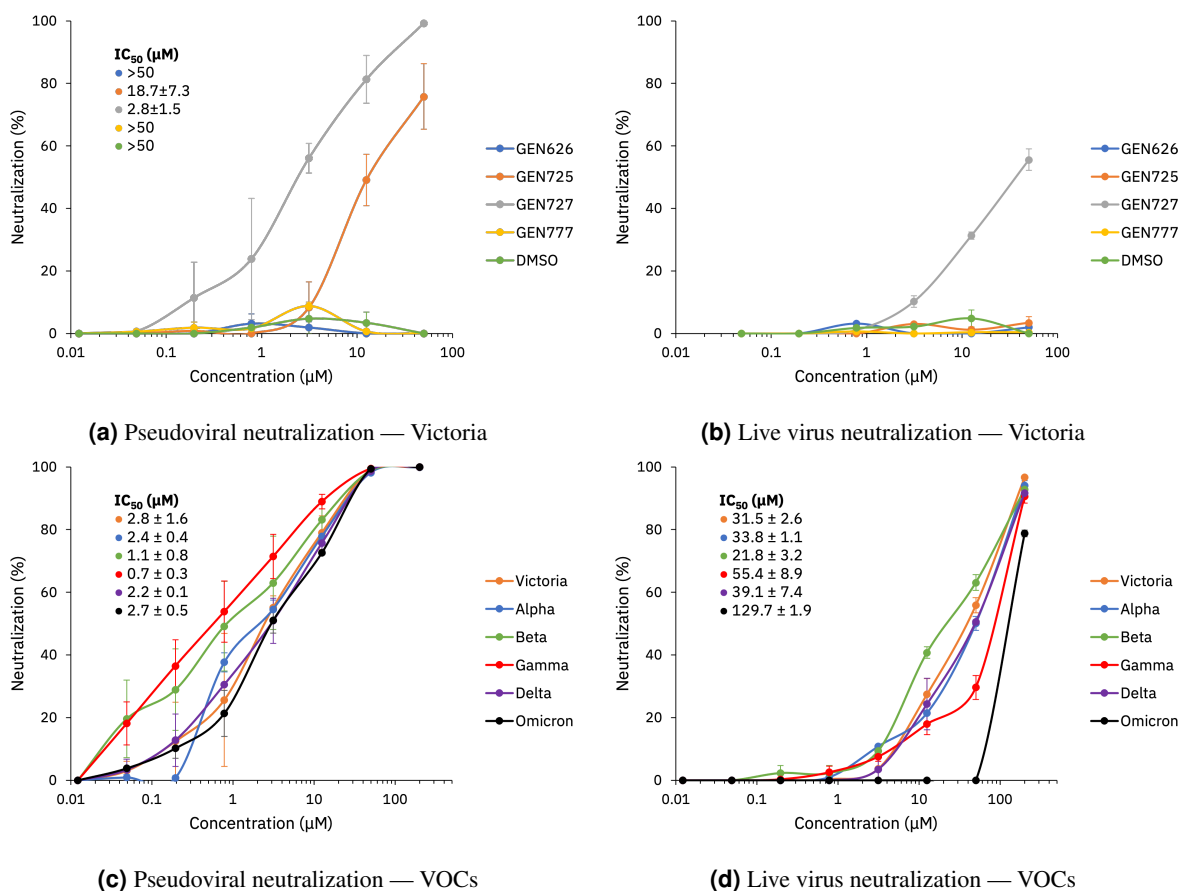 100
80
60
40
20
0
Neutralization (%)
IC50 (µM)
>50
18.7±7.3
2.8±1.5
>50
>50
0.01
0.1
1
10
100
Concentration (µM)
GEN626
GEN725
GEN727
GEN777
DMSO
(a) Pseudoviral neutralization — Victoria
100
80
60
40
20
0
Neutralization (%)
0.01
0.1
1
10
100
Concentration (µM)
GEN626
GEN725
GEN727
GEN777
DMSO
(b) Live virus neutralization — Victoria
100
80
60
40
20
0
Neutralization (%)
IC50 (µM)
2.8 ± 1.6
2.4 ± 0.4
1.1 ± 0.8
0.7 ± 0.3
2.2 ± 0.1
2.7 ± 0.5
0.01
0.1
1
10
100
Concentration (µM)
Victoria
Alpha
Beta
Gamma
Delta
Omicron
(c) Pseudoviral neutralization — VOCs
100
80
60
40
20
0
Neutralization (%)
IC50 (µM)
31.5 ± 2.6
33.8 ± 1.1
21.8 ± 3.2
55.4 ± 8.9
39.1 ± 7.4
129.7 ± 1.9
0.01
0.1
1
10
100
Concentration (µM)
Victoria
Alpha
Beta
Gamma
Delta
Omicron
(d) Live virus neutralization — VOCs